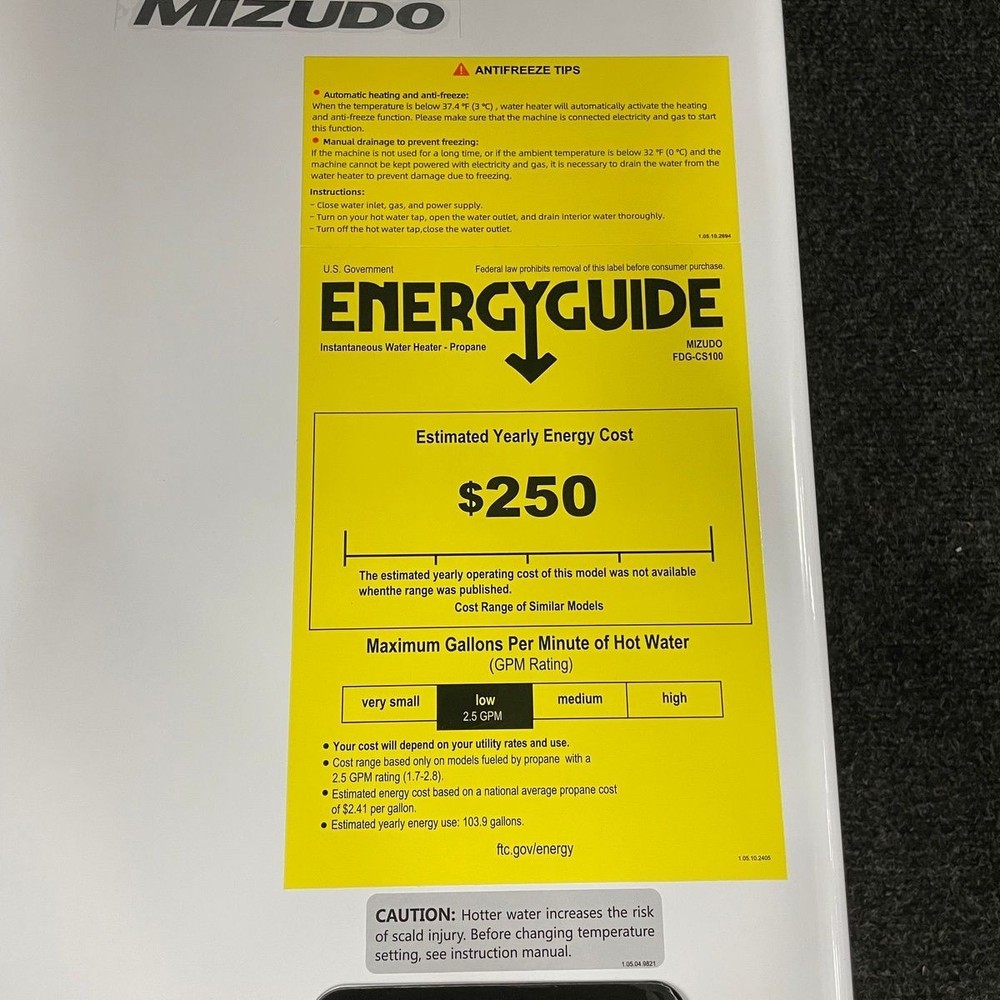 MIZUDO
ANTIFREEZE TIPS
• Automatic heating and anti-freeze:
When the temperature is below 37.4 °F (3 °C) , water heater will automatically activate the heating
and anti-freeze function. Please make sure that the machine is connected electricity and gas to start
this function.
• Manual drainage to prevent freezing:
If the machine is not used for a long time, or if the ambient temperature is below 32 °F (0 °C) and the
machine cannot be kept powered with electricity and gas, it is necessary to drain the water from the
water heater to prevent damage due to freezing.
Instructions:
– Close water inlet, gas, and power supply.
– Turn on your hot water tap, open the water outlet, and drain interior water thoroughly.
– Turn off the hot water tap,close the water outlet.
1.05.10.2694
U.S. Government
Federal law prohibits removal of this label before consumer purchase.
ENERGYGUIDE
Instantaneous Water Heater - Propane
MIZUDO
FDG-CS100
Estimated Yearly Energy Cost
$250
The estimated yearly operating cost of this model was not available
whenthe range was published.
Cost Range of Similar Models
Maximum Gallons Per Minute of Hot Water
(GPM Rating)
very small
low
2.5 GPM
medium
high
• Your cost will depend on your utility rates and use.
• Cost range based only on models fueled by propane with a
2.5 GPM rating (1.7-2.8).
• Estimated energy cost based on a national average propane cost
of $2.41 per gallon.
• Estimated yearly energy use: 103.9 gallons.
ftc.gov/energy
1.05.10.2405
CAUTION: Hotter water increases the risk
of scald injury. Before changing temperature
setting, see instruction manual.
1.05.04.9821